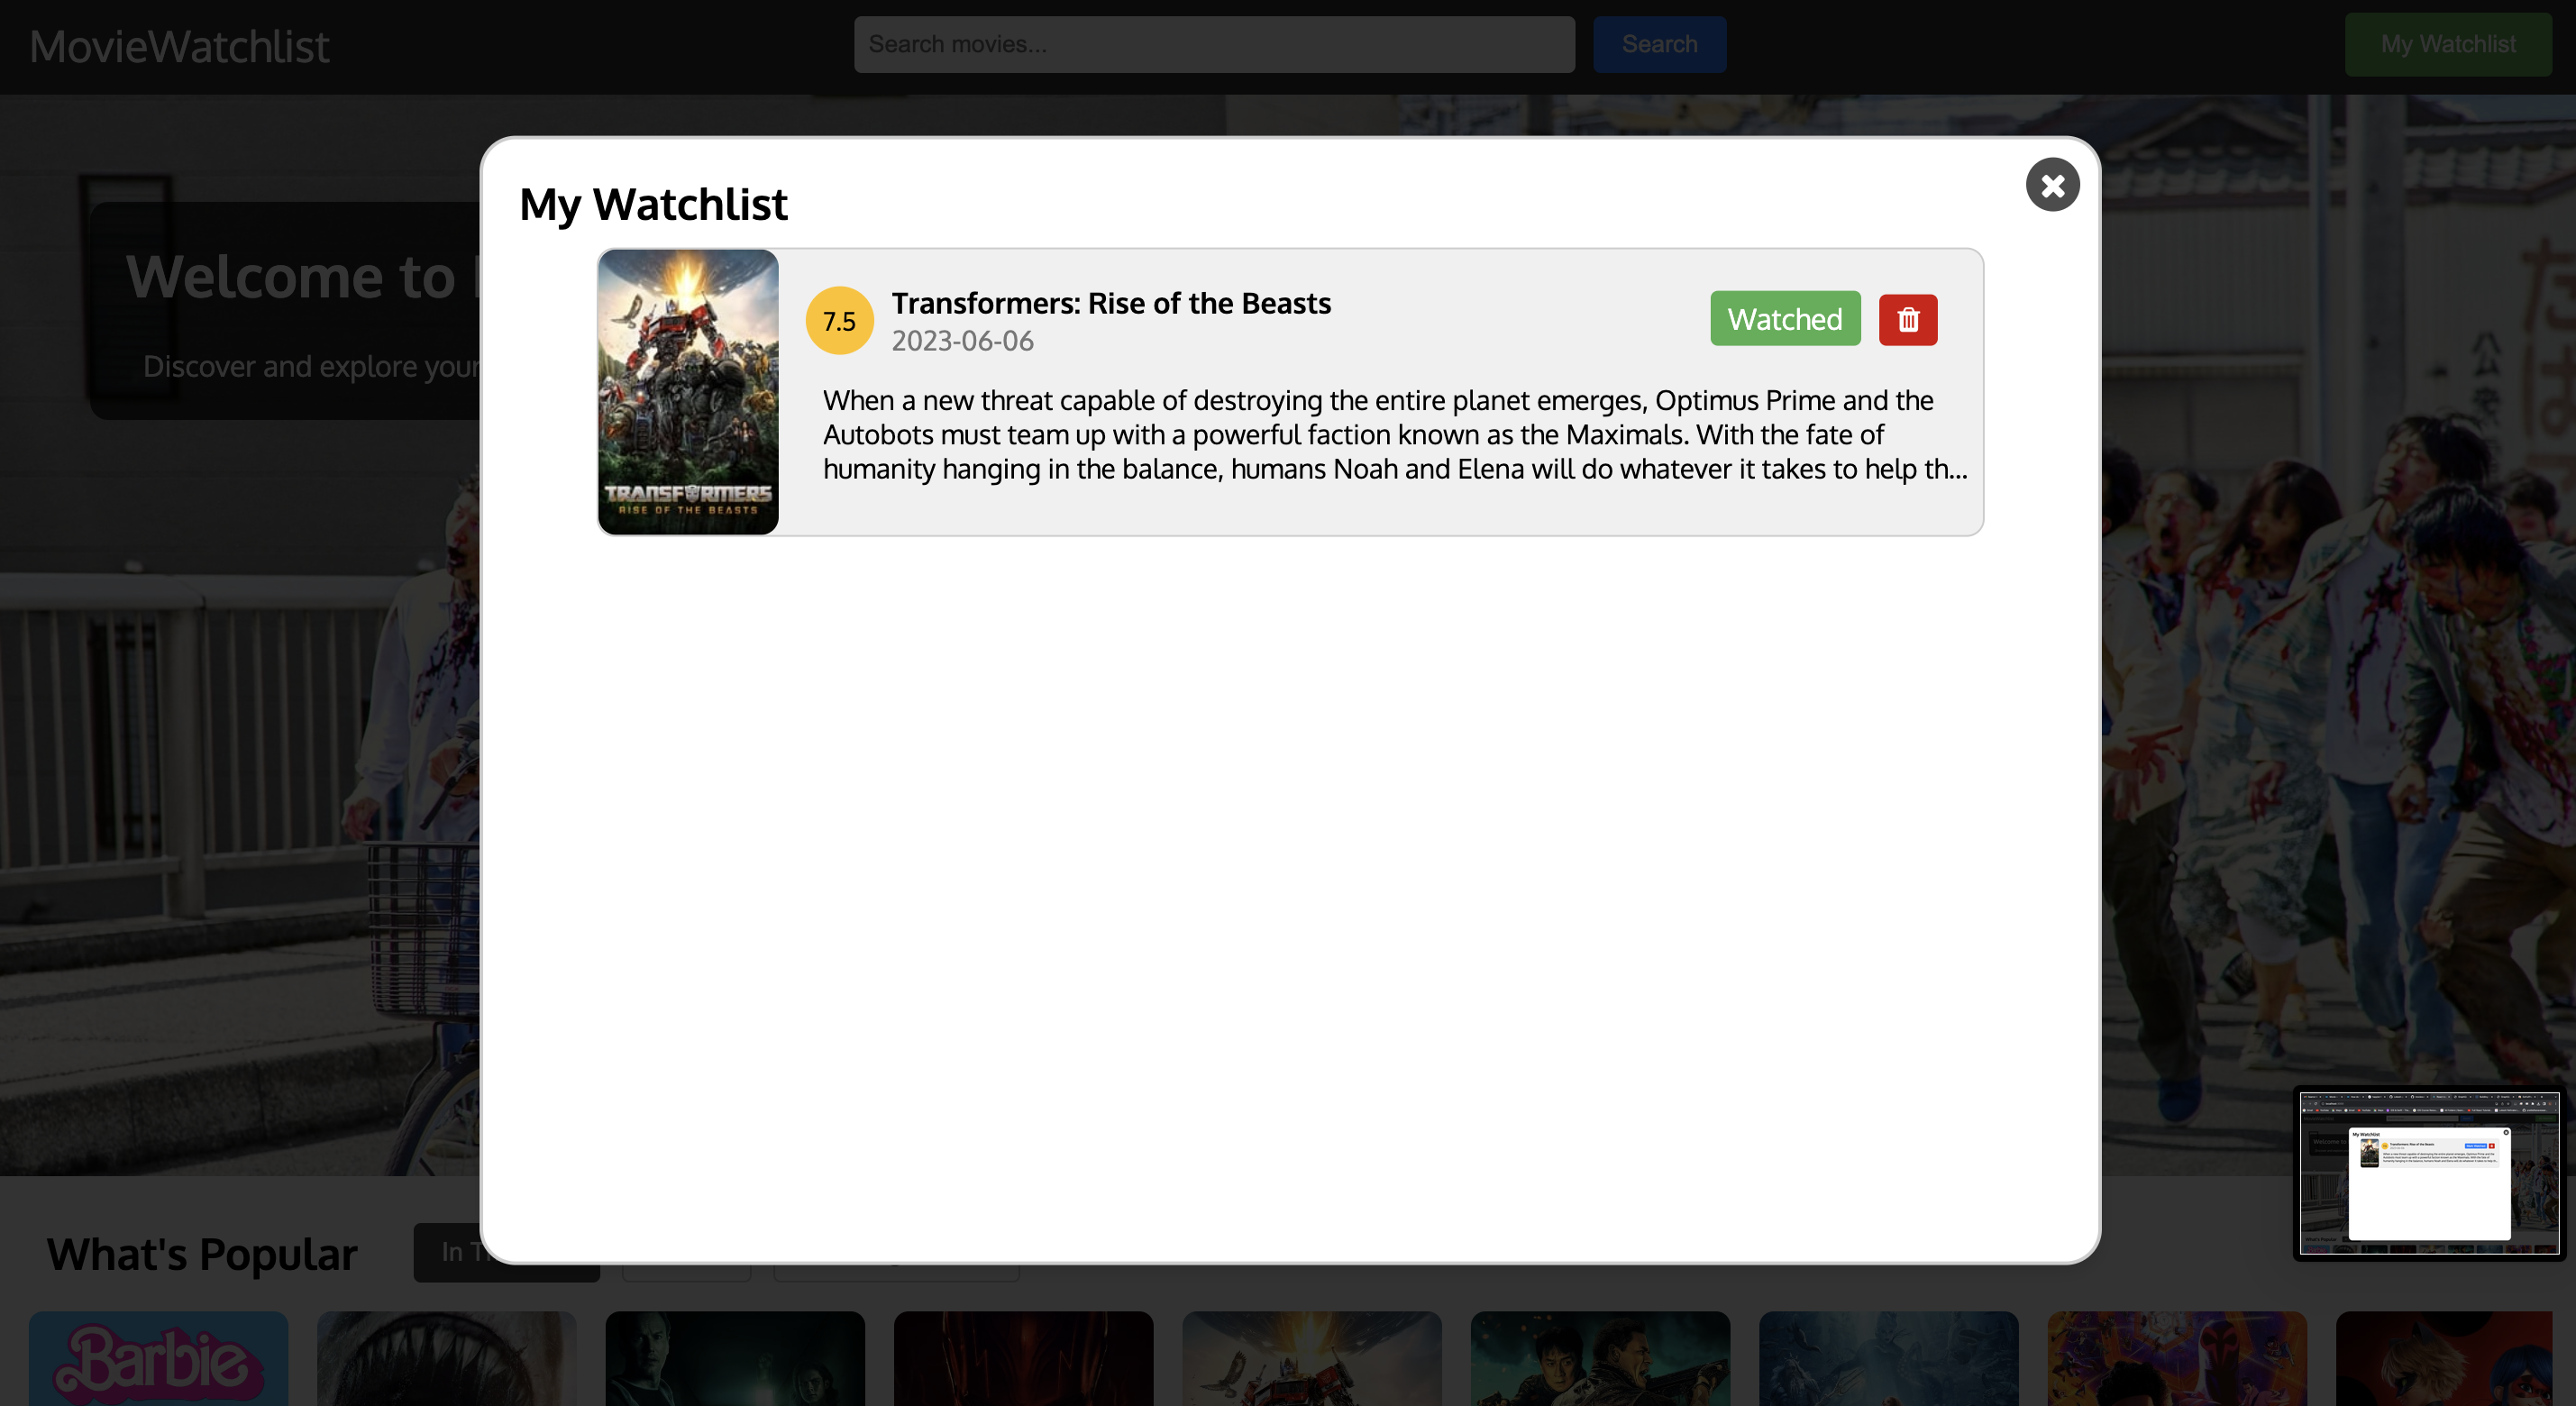 MovieWatchlist
Search movies...
Search
My Watchlist
Welcome to
Discover and explore your
My Watchlist
TRANSFORMERS
RISE OF THE BEASTS
7.5
Transformers: Rise of the Beasts
2023-06-06
Watched
When a new threat capable of destroying the entire planet emerges, Optimus Prime and the
Autobots must team up with a powerful faction known as the Maximals. With the fate of
humanity hanging in the balance, humans Noah and Elena will do whatever it takes to help th...
What's Popular
In T
Barbie